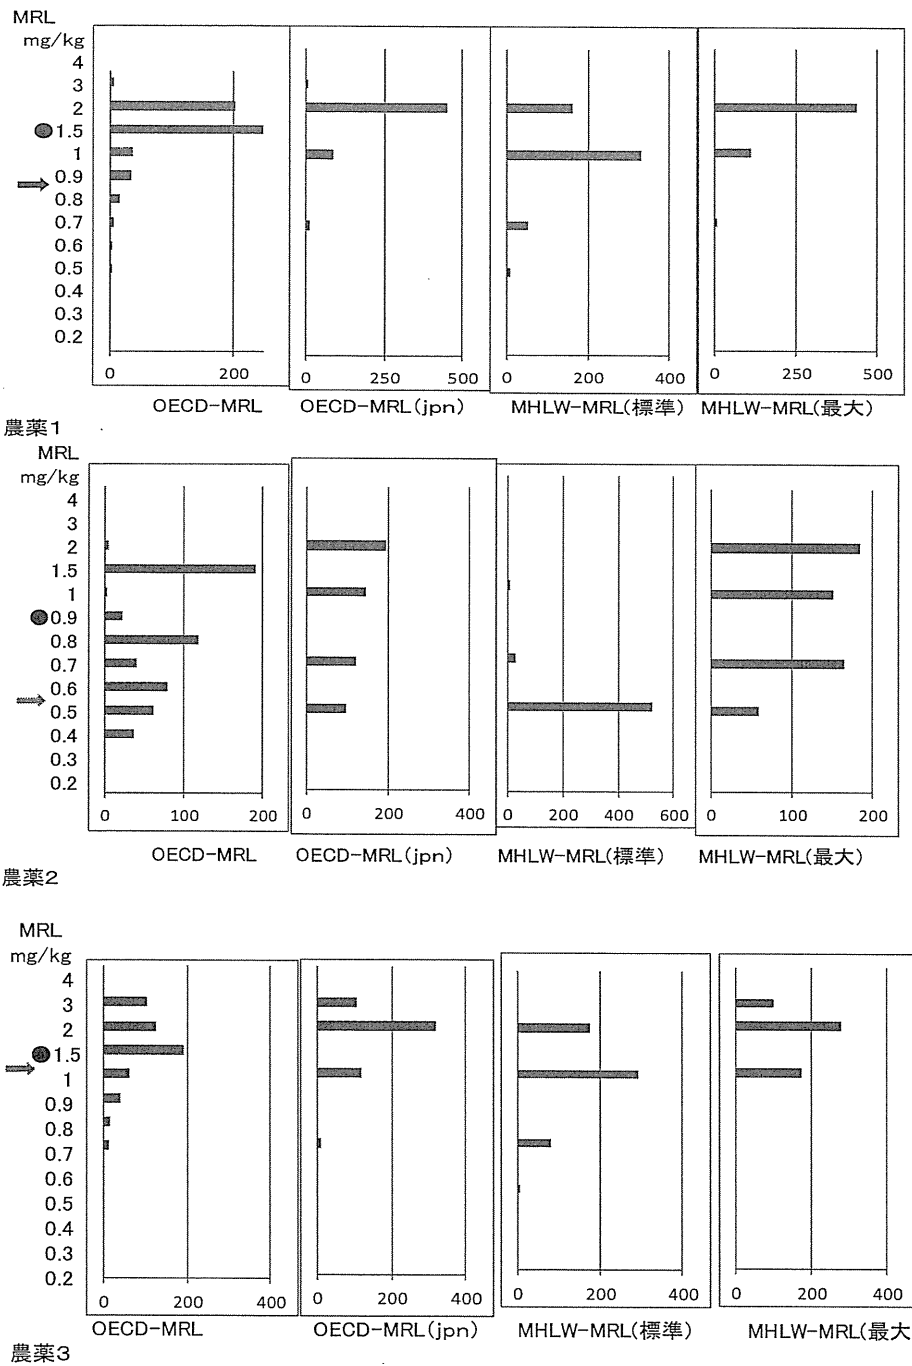 MRL
mg/kg
4
3
2
1.5
1
0.9
0.8
0.7
0.6
0.5
0.4
0.3
0.2
0 200 0 250 500 0 200 400 0 250 500
OECD-MRL OECD-MRL(jpn) MHLW-MRL(標準) MHLW-MRL(最大)
農薬1
MRL
mg/kg
4
3
2
1.5
1
0.9
0.8
0.7
0.6
0.5
0.4
0.3
0.2
0 100 200 0 200 400 0 200 400 600 0 100 200
OECD-MRL OECD-MRL(jpn) MHLW-MRL(標準) MHLW-MRL(最大)
農薬2
MRL
mg/kg
4
3
2
1.5
1
0.9
0.8
0.7
0.6
0.5
0.4
0.3
0.2
0 200 400 0 200 400 0 200 400 0 200 400
OECD-MRL OECD-MRL(jpn) MHLW-MRL(標準) MHLW-MRL(最大
農薬3